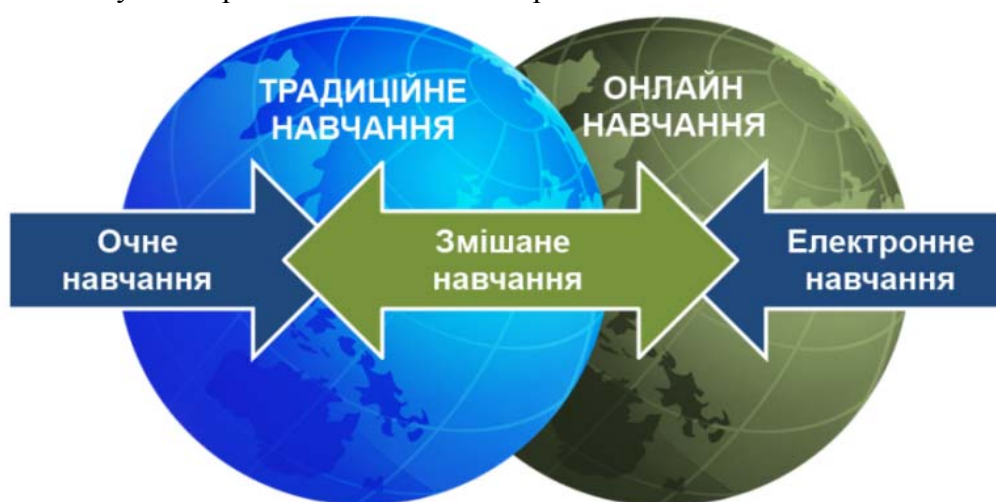 ТРАДИЦІЙНЕ
НАВЧАННЯ
ОНЛАЙН
НАВЧАННЯ
Очне
навчання
Змішане
навчання
Електронне
навчання